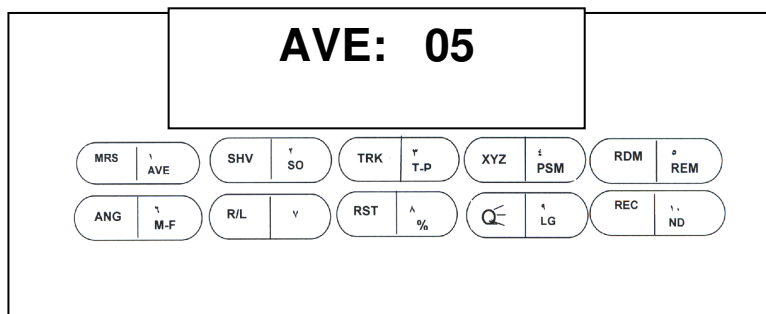 AVE: 05
MRS ١ AVE SHV ٢ SO TRK ٣ T-P XYZ ٤ PSM RDM ٥ REM
ANG ٦ M-F R/L ٧ RST ٨ % ٩ LG REC ١٠ ND